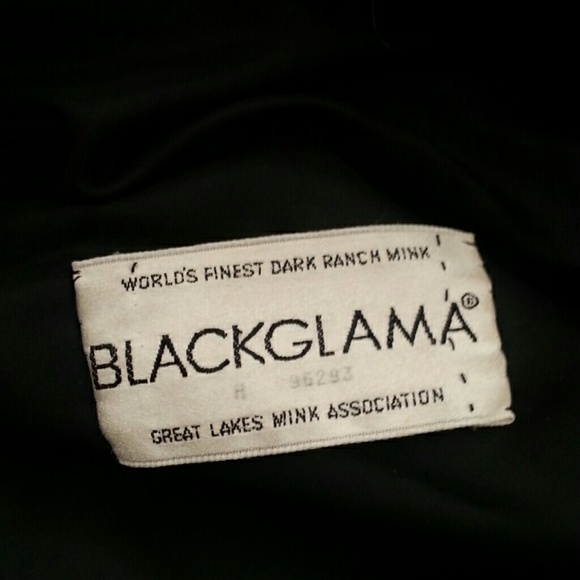 WORLD'S FINEST DARK RANCH MINK
BLACKGLAMA®
H 96293
GREAT LAKES MINK ASSOCIATION